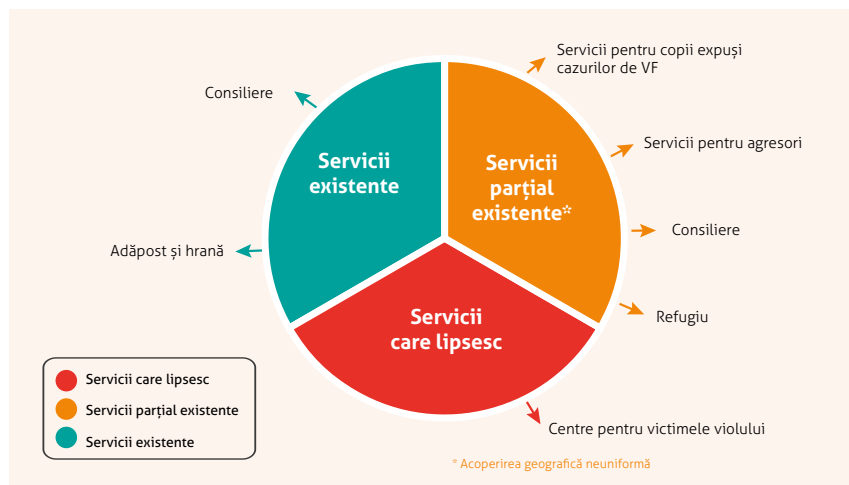 Servicii pentru copii expuși
cazurilor de VF
Consiliere
Servicii pentru agresori
Servicii
existente
Servicii
parțial
existente*
Consiliere
Adăpost și hrană
Refugiu
Servicii
care lipsesc
Servicii care lipsesc
Servicii parțial existente
Servicii existente
Centre pentru victimele violului
* Acoperirea geografică neuniformă